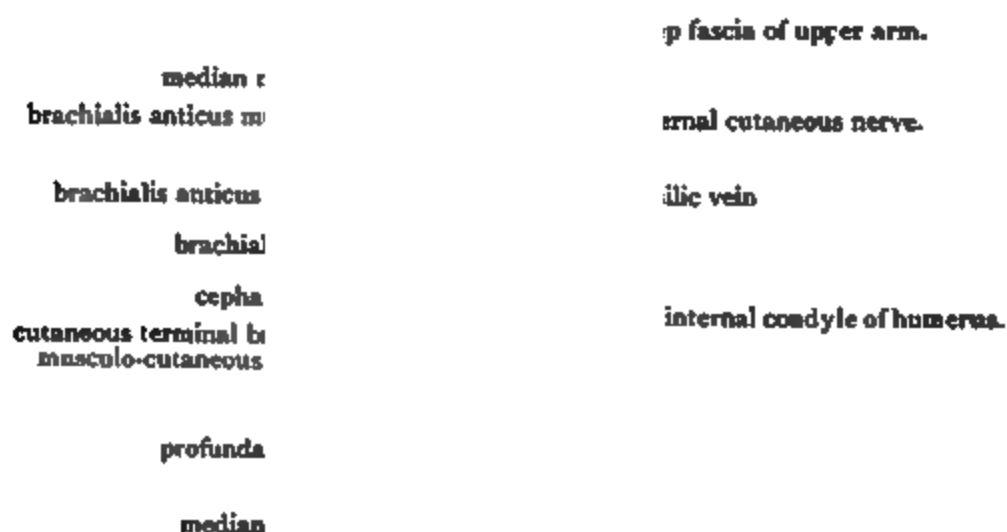 p fascia of upper arm.
median
brachialis anticus
ernal cutaneous nerve.
brachialis anticus
ilic vein
brachial
cepha
internal condyle of humerus.
cutaneous terminal
musculo-cutaneous
profunda
median